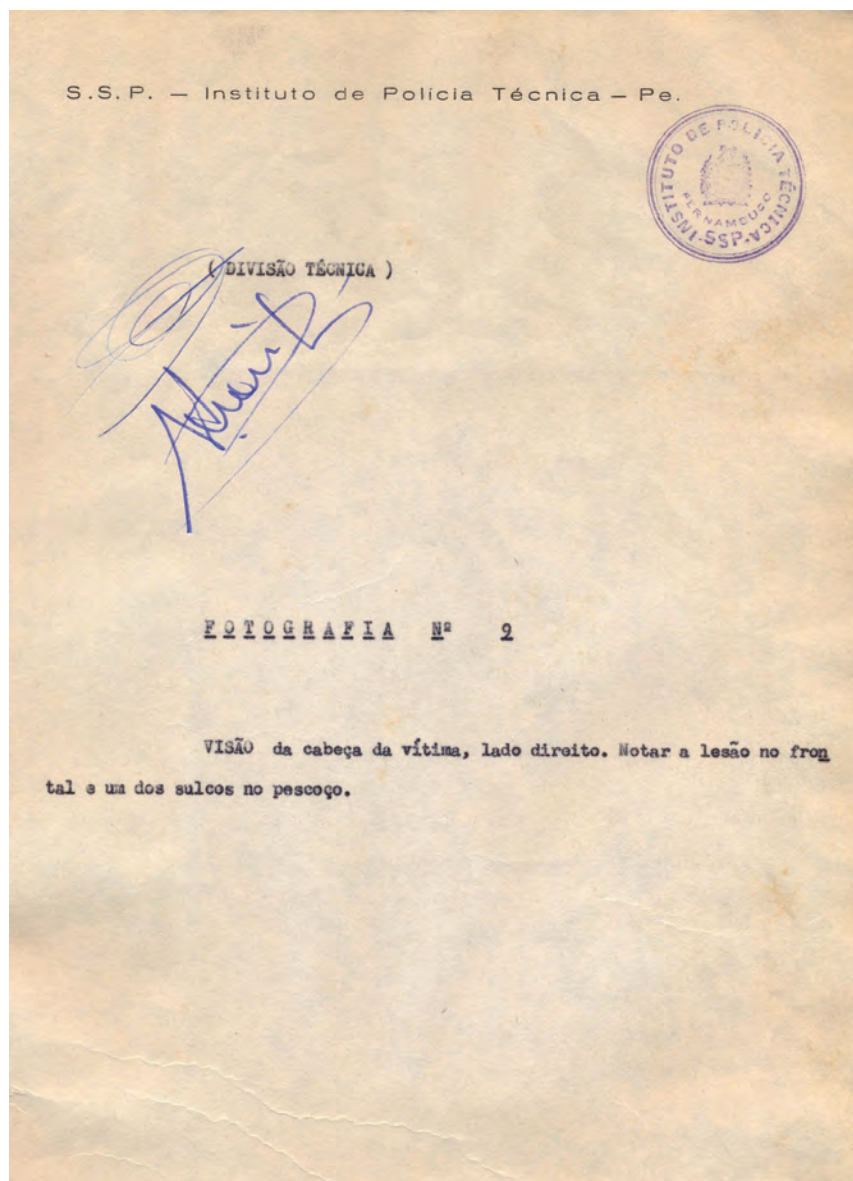 S.S.P. — Instituto de Polícia Técnica — Pe.
INSTITUTO DE POLÍCIA TÉCNICA
PERNAMBUCO
SSP
( DIVISÃO TÉCNICA )
FOTOGRAFIA Nº 9
VISÃO da cabeça da vítima, lado direito. Notar a lesão no fron
tal e um dos sulcos no pescoço.